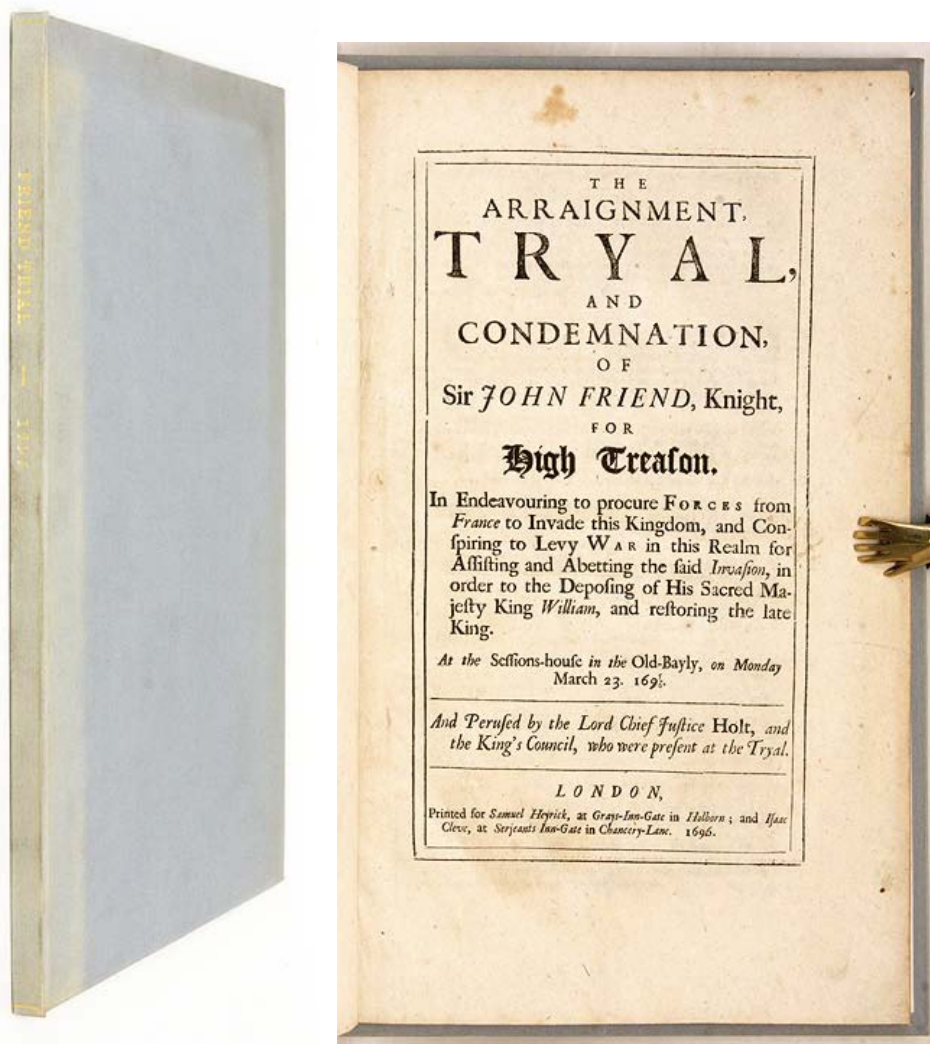 FRIEND TRIAL — 1696
THE
ARRAIGNMENT,
TRYAL,
AND
CONDEMNATION,
OF
Sir JOHN FRIEND, Knight,
FOR
High Treaſon.
In Endeavouring to procure FORCES from
France to Invade this Kingdom, and Con-
ſpiring to Levy WAR in this Realm for
Aſſiſting and Abetting the ſaid Invaſion, in
order to the Depoſing of His Sacred Ma-
jeſty King William, and reſtoring the late
King.
At the Seſſions-houſe in the Old-Bayly, on Monday
March 23. 169⅚.
And Peruſed by the Lord Chief Juſtice Holt, and
the King's Council, who were preſent at the Tryal.
LONDON,
Printed for Samuel Heyrick, at Grays-Inn-Gate in Holborn; and Iſaac
Cleve, at Serjeants Inn-Gate in Chancery-Lane. 1696.